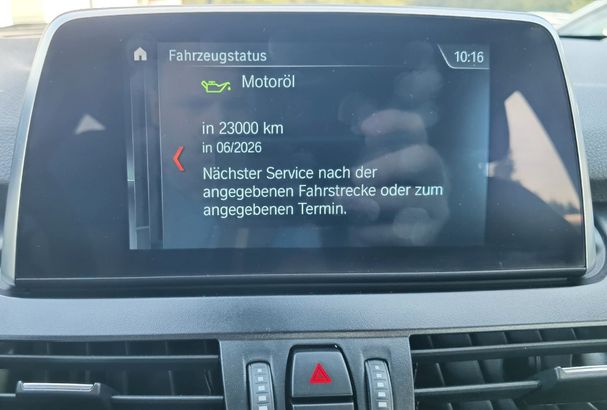 Fahrzeugstatus
10:16
Motoröl
in 23000 km
in 06/2026
Nächster Service nach der
angegebenen Fahrstrecke oder zum
angegebenen Termin.